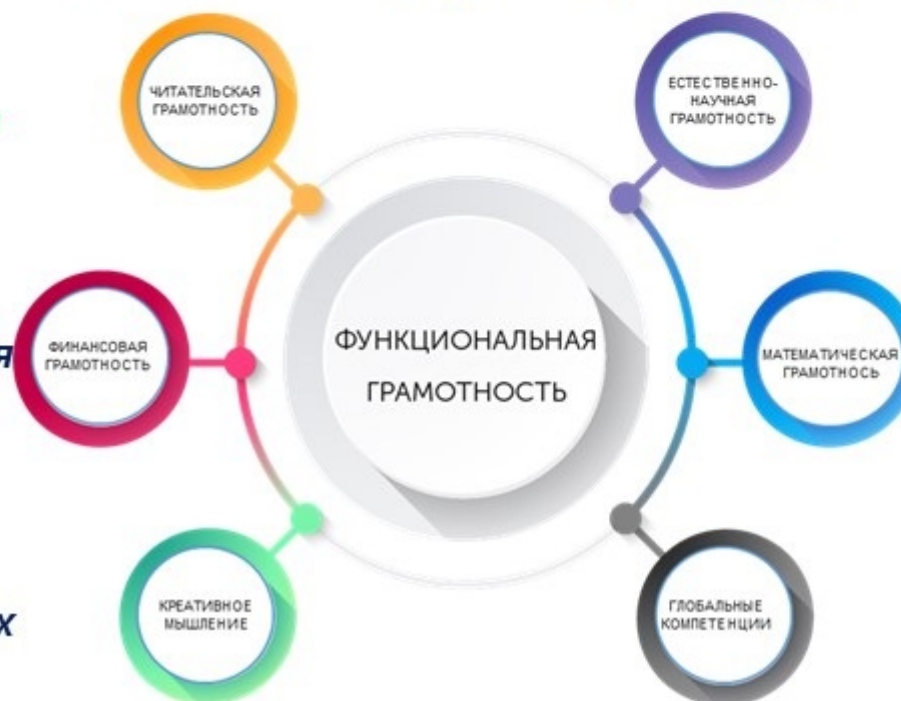 ЧИТАТЕЛЬСКАЯ
ГРАМОТНОСТЬ
ЕСТЕСТВЕННО-
НАУЧНАЯ
ГРАМОТНОСТЬ
ФИНАНСОВАЯ
ГРАМОТНОСТЬ
ФУНКЦИОНАЛЬНАЯ
ГРАМОТНОСТЬ
МАТЕМАТИЧЕСКАЯ
ГРАМОТНОСЬ
КРЕАТИВНОЕ
МЫШЛЕНИЕ
ГЛОБАЛЬНЫЕ
КОМПЕТЕНЦИИ